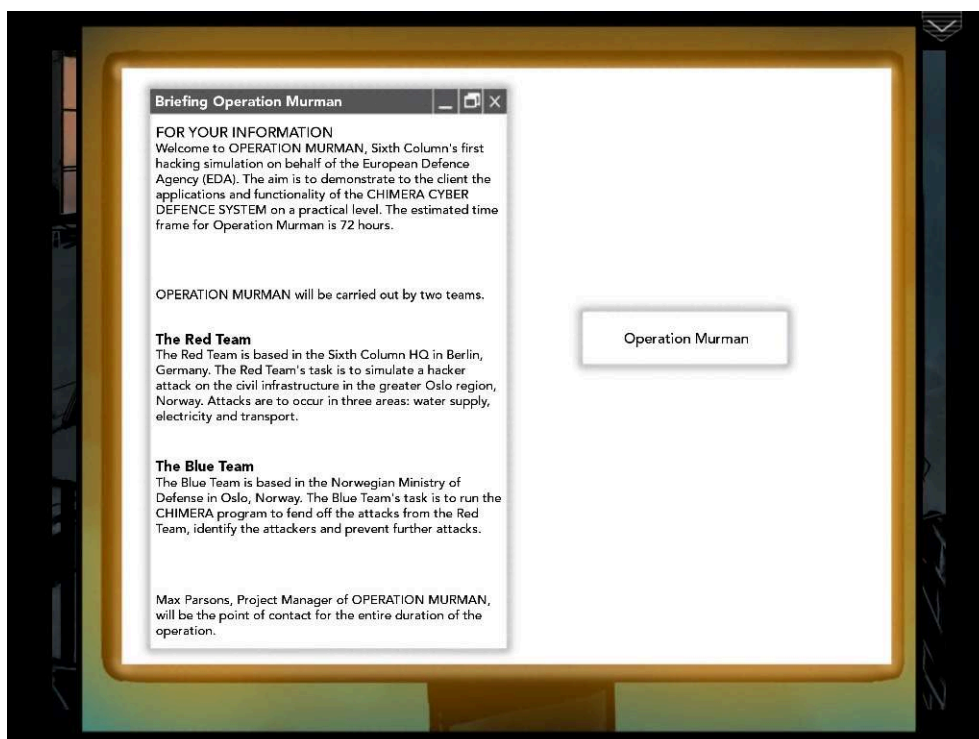 Briefing Operation Murman
FOR YOUR INFORMATION
Welcome to OPERATION MURMAN, Sixth Column's first
hacking simulation on behalf of the European Defence
Agency (EDA). The aim is to demonstrate to the client the
applications and functionality of the CHIMERA CYBER
DEFENCE SYSTEM on a practical level. The estimated time
frame for Operation Murman is 72 hours.
OPERATION MURMAN will be carried out by two teams.
The Red Team
The Red Team is based in the Sixth Column HQ in Berlin,
Germany. The Red Team's task is to simulate a hacker
attack on the civil infrastructure in the greater Oslo region,
Norway. Attacks are to occur in three areas: water supply,
electricity and transport.
The Blue Team
The Blue Team is based in the Norwegian Ministry of
Defense in Oslo, Norway. The Blue Team's task is to run the
CHIMERA program to fend off the attacks from the Red
Team, identify the attackers and prevent further attacks.
Max Parsons, Project Manager of OPERATION MURMAN,
will be the point of contact for the entire duration of the
operation.
Operation Murman